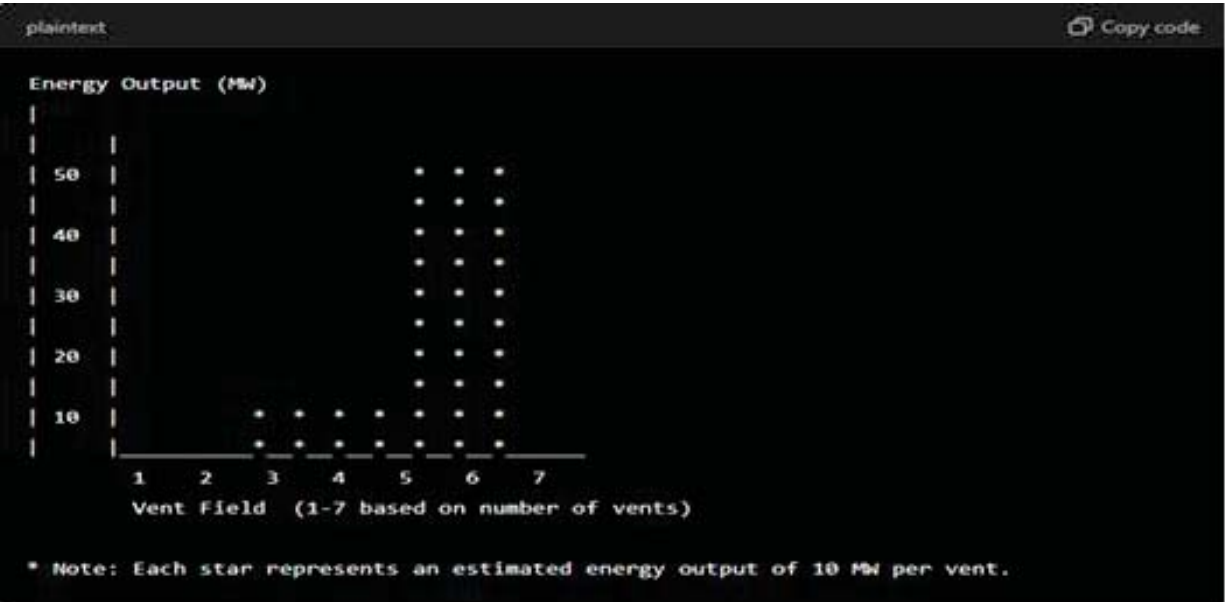 plaintext
Copy code
Energy Output (MW)
|
|    |
| 50 |    * * *
|    |    * * *
| 40 |    * * *
|    |    * * *
| 30 |    * * *
|    |    * * *
| 20 |    * * *
|    |    * * *
| 10 |    * * * * * * *
|    |    * * * * * * *
1 2 3 4 5 6 7
Vent Field (1-7 based on number of vents)
* Note: Each star represents an estimated energy output of 10 MW per vent.